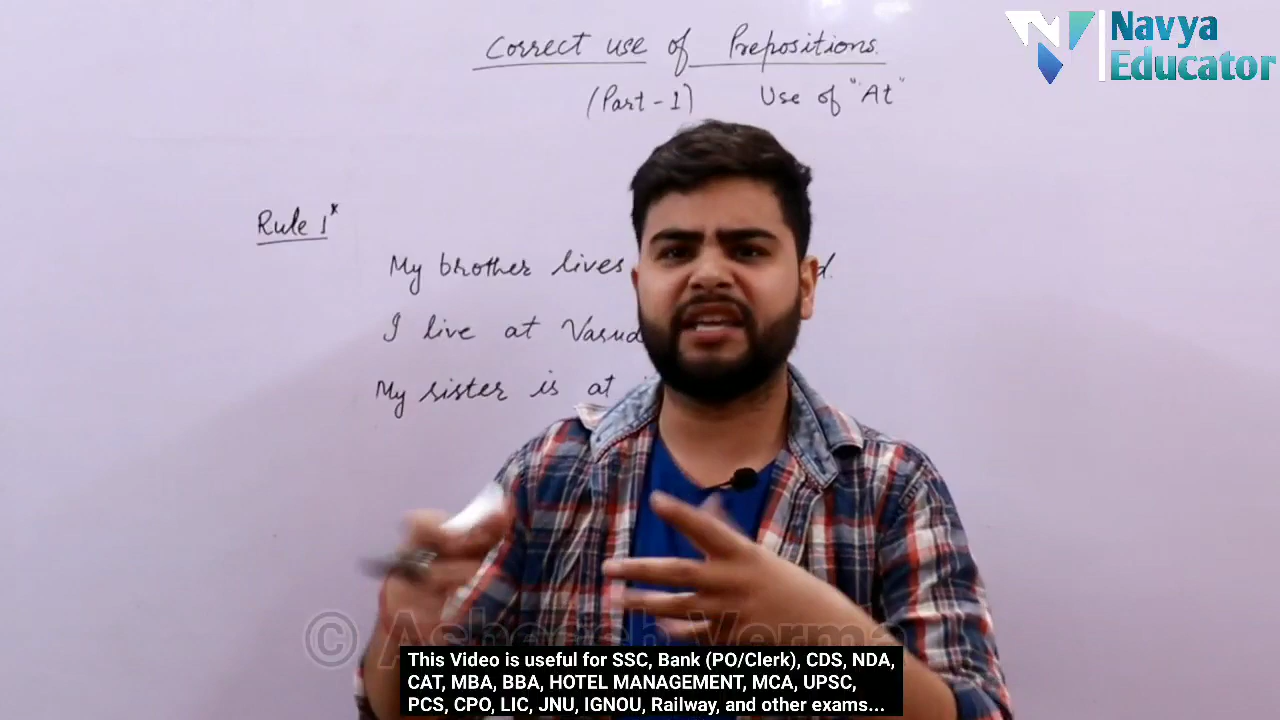 Correct use of Prepositions.
(Part-1) Use of "At"
Navya
Educator
Rule 1*
My brother lives
I live at
My sister is at
© Asheesh Verma
This Video is useful for SSC, Bank (PO/Clerk), CDS, NDA,
CAT, MBA, BBA, HOTEL MANAGEMENT, MCA, UPSC,
PCS, CPO, LIC, JNU, IGNOU, Railway, and other exams...